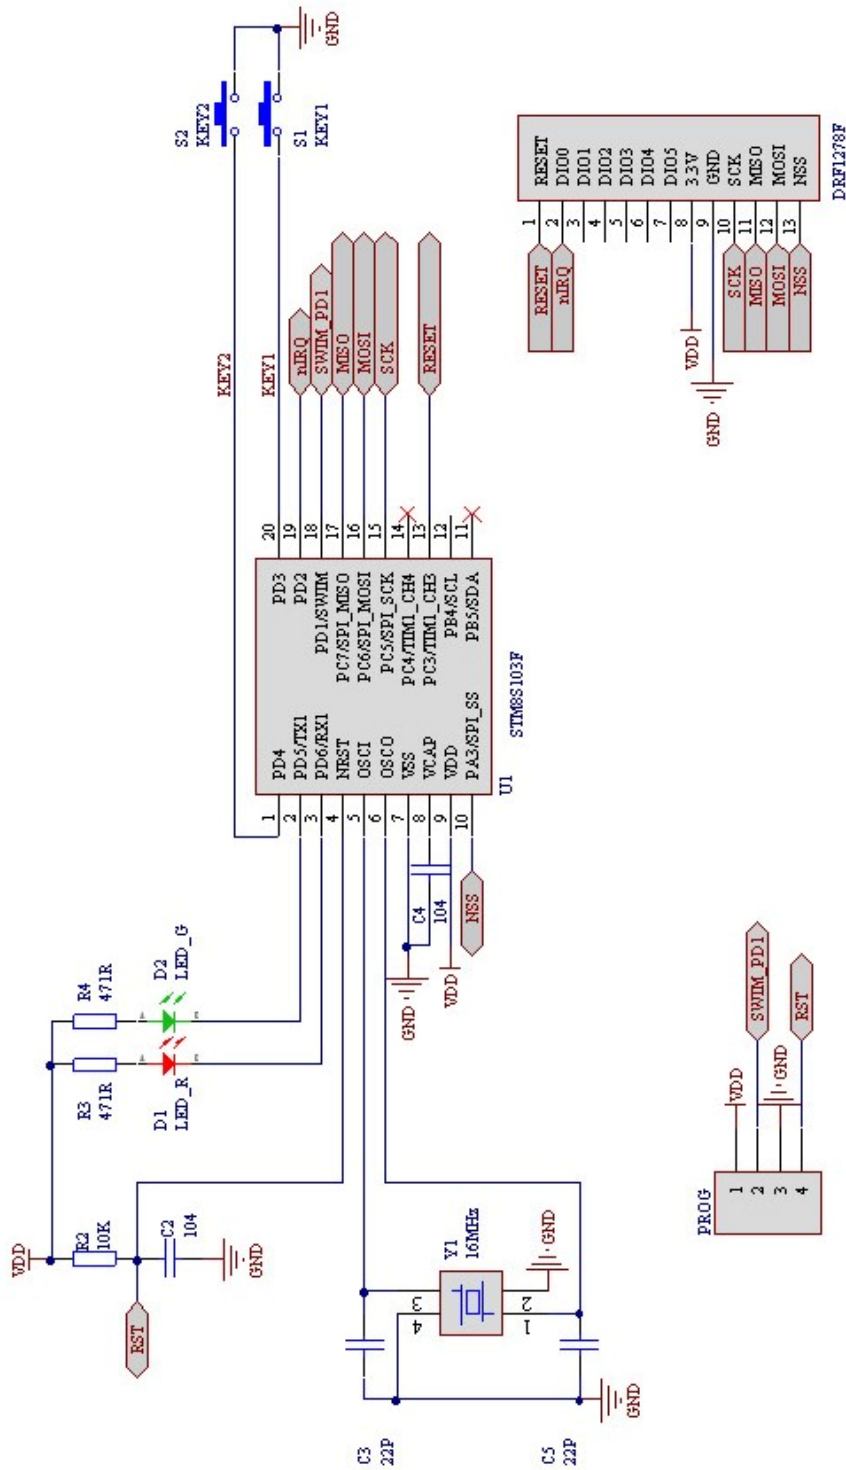 VDD
R2
10K
RST
C2
104
GND
R3
471R
R4
471R
D1
LED_R
D2
LED_G
KEY2
KEY1
S2
KEY2
S1
KEY1
GND
1
2
3
4
5
6
7
8
9
10
PD4
PD5/TX1
PD6/RX1
NRST
OSCI
OSCO
VSS
VCAP
VDD
PA3/SPI_SS
PD3
PD2
PD1/SWIM
PC7/SPI_MISO
PC6/SPI_MOSI
PC5/SPI_SCK
PC4/TIM1_CH4
PC3/TIM1_CH3
PB4/SCL
PB5/SDA
20
19
18
17
16
15
14
13
12
11
U1
STM8S103F
nIRQ
SWIM_PD1
MISO
MOSI
SCK
RESET
C4
104
GND
VDD
NSS
C3
22P
C5
22P
GND
Y1
16MHz
3
4
2
1
GND
PROG
1
2
3
4
VDD
SWIM_PD1
GND
RST
RESET
nIRQ
VDD
GND
SCK
MISO
MOSI
NSS
1
2
3
4
5
6
7
8
9
10
11
12
13
RESET
DIO0
DIO1
DIO2
DIO3
DIO4
DIO5
3.3V
GND
SCK
MISO
MOSI
NSS
DRF1278F